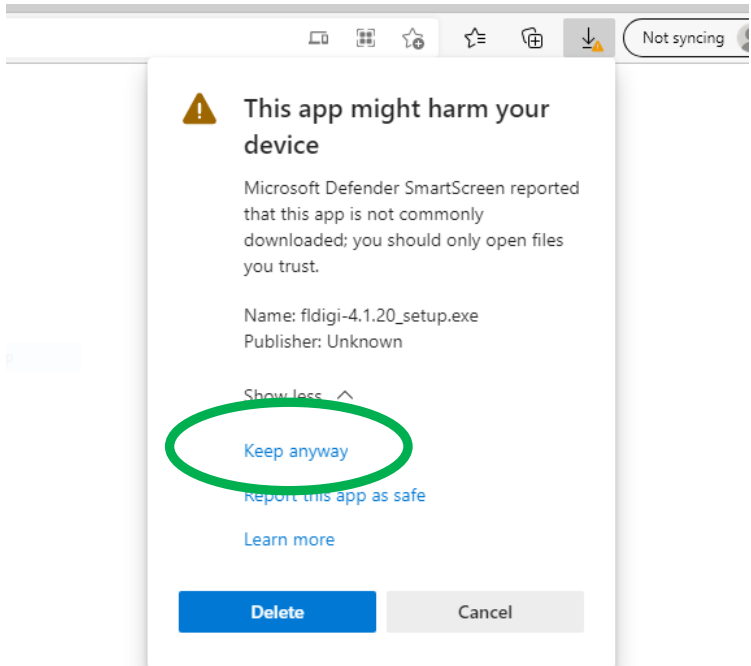 Not syncing
This app might harm your
device
Microsoft Defender SmartScreen reported
that this app is not commonly
downloaded; you should only open files
you trust.
Name: fldigi-4.1.20_setup.exe
Publisher: Unknown
Show less
Keep anyway
Report this app as safe
Learn more
Delete
Cancel